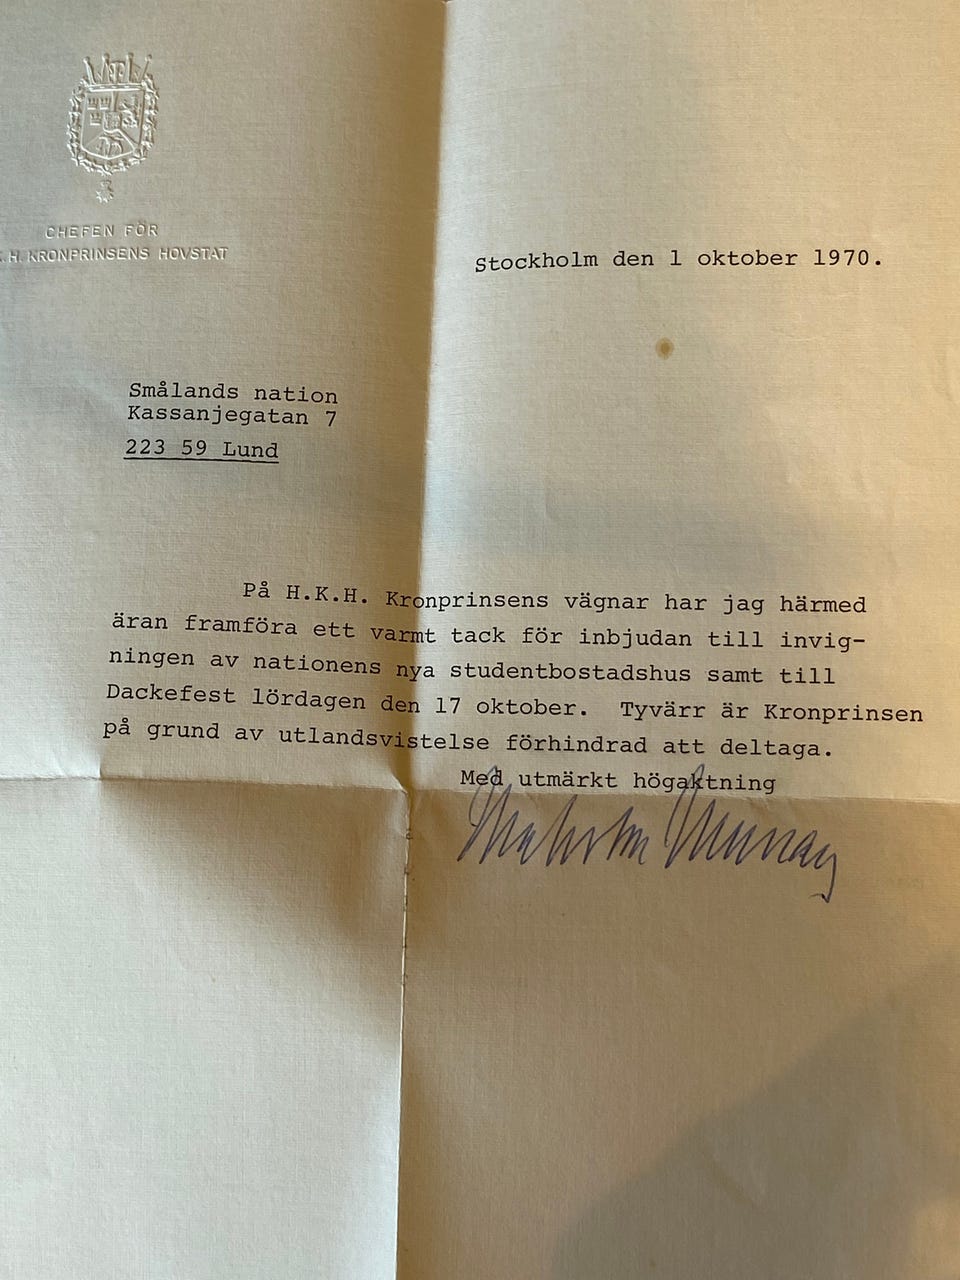 CHEFEN FÖR
K.H. KRONPRINSENS HOVSTAT
Stockholm den 1 oktober 1970.
Smålands nation
Kassanjegatan 7
223 59 Lund
På H.K.H. Kronprinsens vägnar har jag härmed
äran framföra ett varmt tack för inbjudan till invig-
ningen av nationens nya studentbostadshus samt till
Dackefest lördagen den 17 oktober. Tyvärr är Kronprinsen
på grund av utlandsvistelse förhindrad att deltaga.
Med utmärkt högaktning
Malcolm Murray